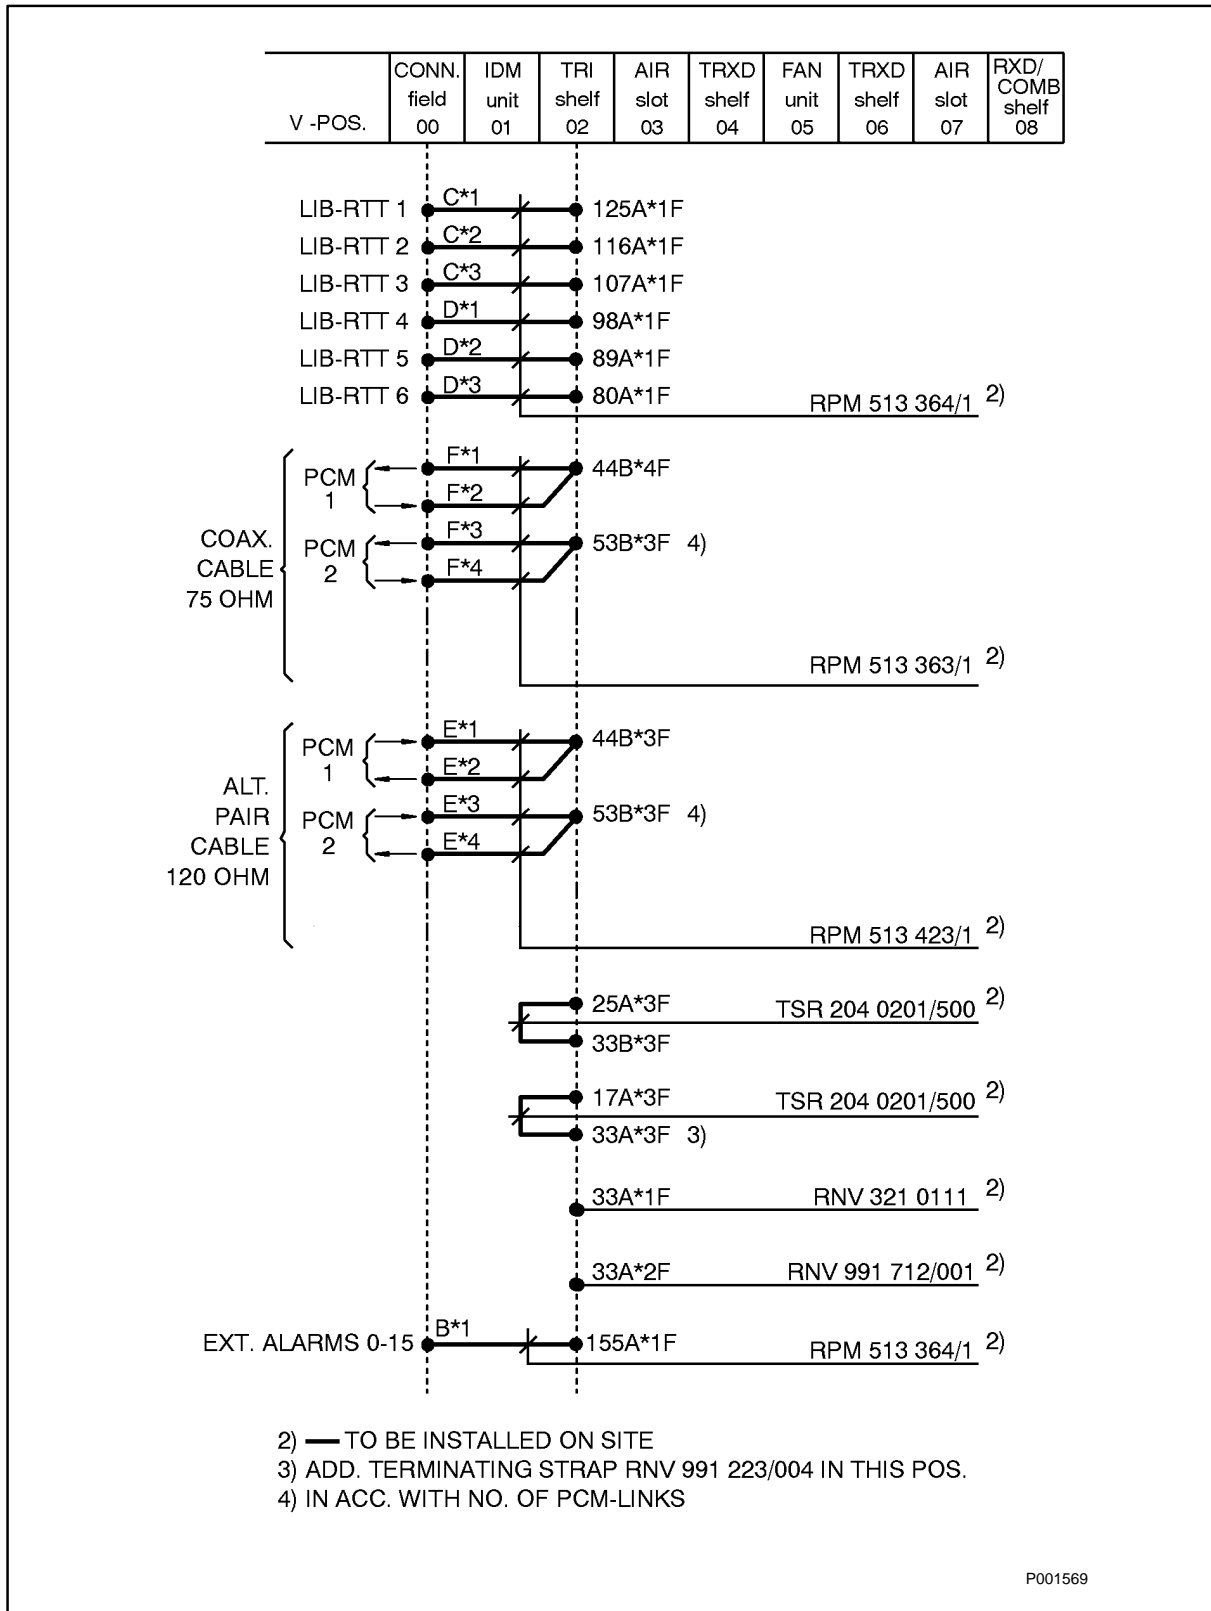 CONN. IDM TRI AIR TRXD FAN TRXD AIR RXD/
COMB
field unit shelf slot shelf unit shelf slot shelf
V -POS. 00 01 02 03 04 05 06 07 08
LIB-RTT 1 C*1 125A*1F
LIB-RTT 2 C*2 116A*1F
LIB-RTT 3 C*3 107A*1F
LIB-RTT 4 D*1 98A*1F
LIB-RTT 5 D*2 89A*1F
LIB-RTT 6 D*3 80A*1F
RPM 513 364/1 2)
COAX.
CABLE
75 OHM
PCM
1
F*1 44B*4F
F*2
PCM
2
F*3 53B*3F 4)
F*4
RPM 513 363/1 2)
ALT.
PAIR
CABLE
120 OHM
PCM
1
E*1 44B*3F
E*2
PCM
2
E*3 53B*3F 4)
E*4
RPM 513 423/1 2)
25A*3F TSR 204 0201/500 2)
33B*3F
17A*3F TSR 204 0201/500 2)
33A*3F 3)
33A*1F RNV 321 0111 2)
33A*2F RNV 991 712/001 2)
EXT. ALARMS 0-15 B*1 155A*1F RPM 513 364/1 2)
2) TO BE INSTALLED ON SITE
3) ADD. TERMINATING STRAP RNV 991 223/004 IN THIS POS.
4) IN ACC. WITH NO. OF PCM-LINKS
P001569